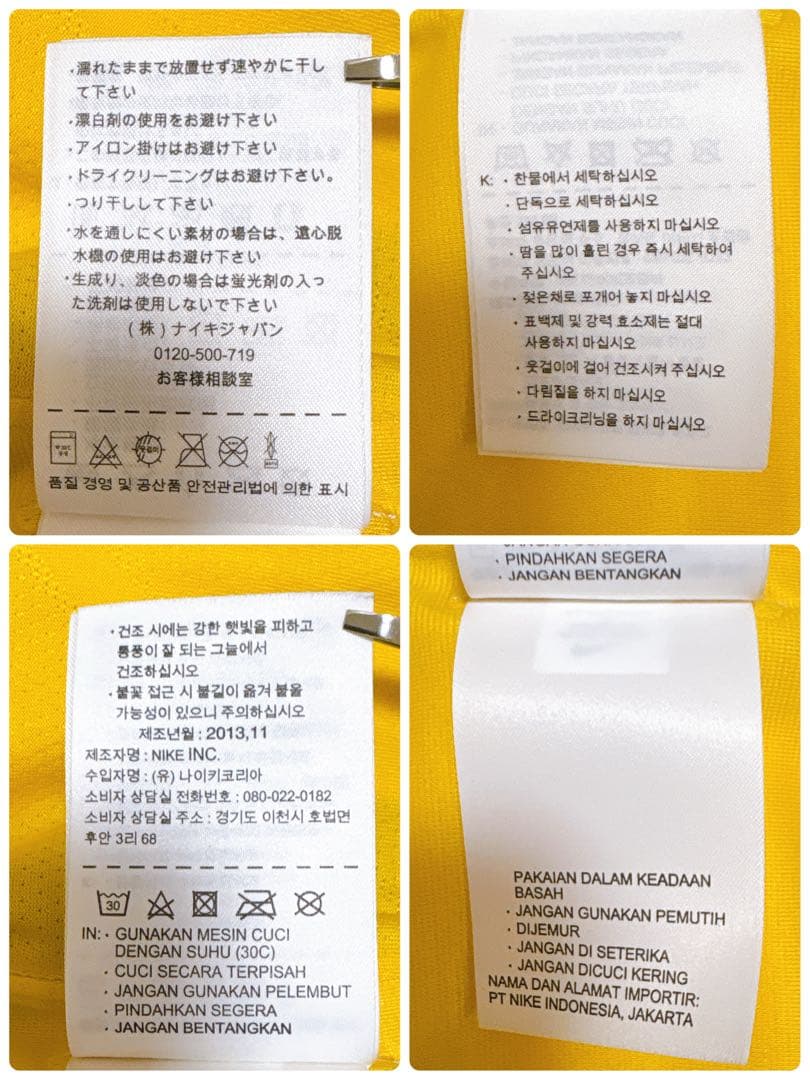 ・濡れたままで放置せず速やかに干し
て下さい
・漂白剤の使用をお避け下さい
・アイロン掛けはお避け下さい
・ドライクリーニングはお避け下さい。
・つり干しして下さい
・水を通しにくい素材の場合は、遠心脱
水機の使用はお避け下さい
・生成り、淡色の場合は蛍光剤の入っ
た洗剤は使用しないで下さい
(株)ナイキジャパン
0120-500-719
お客様相談室
품질 경영 및 공산품 안전관리법에 의한 표시
K: ・찬물에서 세탁하십시오
・단독으로 세탁하십시오
・섬유유연제를 사용하지 마십시오
・땀을 많이 흘린 경우 즉시 세탁하여
주십시오
・젖은채로 포개어 놓지 마십시오
・표백제 및 강력 효소제는 절대
사용하지 마십시오
・옷걸이에 걸어 건조시켜 주십시오
・다림질을 하지 마십시오
・드라이크리닝을 하지 마십시오
・건조 시에는 강한 햇빛을 피하고
통풍이 잘 되는 그늘에서
건조하십시오
・불꽃 접근 시 불길이 옮겨 붙을
가능성이 있으니 주의하십시오
제조년월 : 2013,11
제조자명 : NIKE INC.
수입자명 : (유) 나이키코리아
소비자 상담실 전화번호 : 080-022-0182
소비자 상담실 주소 : 경기도 이천시 호법면
후안 3리 68
30
IN: · GUNAKAN MESIN CUCI
DENGAN SUHU (30C)
· CUCI SECARA TERPISAH
· JANGAN GUNAKAN PELEMBUT
· PINDAHKAN SEGERA
· JANGAN BENTANGKAN
· PINDAHKAN SEGERA
· JANGAN BENTANGKAN
PAKAIAN DALAM KEADAAN
BASAH
· JANGAN GUNAKAN PEMUTIH
· DIJEMUR
· JANGAN DI SETERIKA
· JANGAN DICUCI KERING
NAMA DAN ALAMAT IMPORTIR:
PT NIKE INDONESIA, JAKARTA